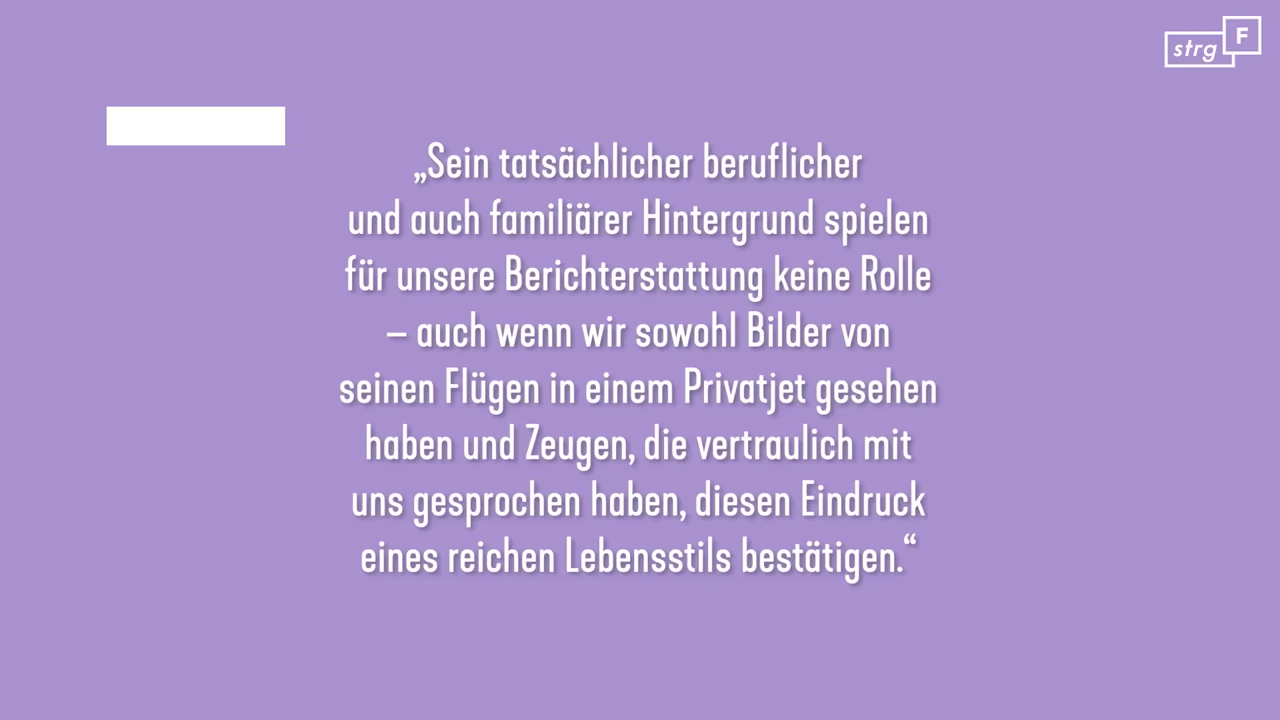 strg F
„Sein tatsächlicher beruflicher
und auch familiärer Hintergrund spielen
für unsere Berichterstattung keine Rolle
– auch wenn wir sowohl Bilder von
seinen Flügen in einem Privatjet gesehen
haben und Zeugen, die vertraulich mit
uns gesprochen haben, diesen Eindruck
eines reichen Lebensstils bestätigen.“